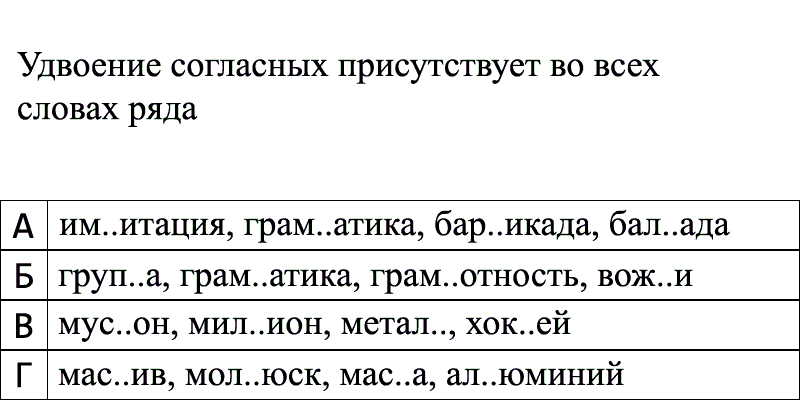 Удвоение согласных присутствует во всех
словах ряда
А им..итация, грам..атика, бар..икада, бал..ада
Б груп..а, грам..атика, грам..отность, вож..и
В мус..он, мил..ион, метал.., хок..ей
Г мас..ив, мол..юск, мас..а, ал..юминий